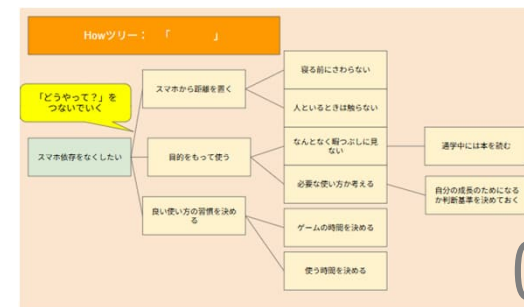 Howツリー： 「　　　　」
「どうやって？」を
つないでいく
スマホ依存をなくしたい
スマホから距離を置く
目的をもって使う
良い使い方の習慣を決め
る
寝る前にさわらない
人といるときは触らない
なんとなく暇つぶしに見
ない
必要な使い方か考える
ゲームの時間を決める
使う時間を決める
通学中には本を読む
自分の成長のためになる
か判断基準を決めておく